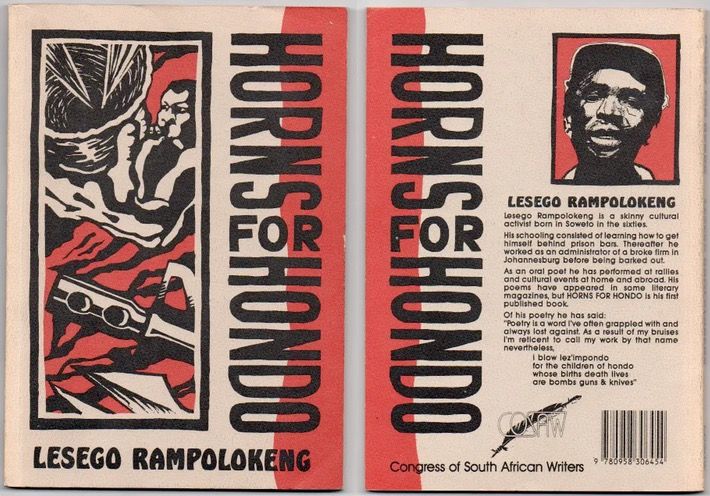 HORNS
FOR
HONDO
LESEGO RAMPOLOKENG
HORNS
FOR
HONDO
LESEGO RAMPOLOKENG
Lesego Rampolokeng is a skinny cultural
activist born in Soweto in the sixties.
His schooling consisted of learning how to get
himself behind prison bars. Thereafter he
worked as an administrator of a broke firm in
Johannesburg before being barked out.
As an oral poet he has performed at rallies
and cultural events at home and abroad. His
poems have appeared in some literary
magazines, but HORNS FOR HONDO is his first
published book.
Of his poetry he has said:
"Poetry is a word I've often grappled with and
always lost against. As a result of my bruises
I'm reticent to call my work by that name
nevertheless,
i blow lez'impondo
for the children of hondo
whose births death lives
are bombs guns & knives"
COSAW
Congress of South African Writers
9 780958 306454